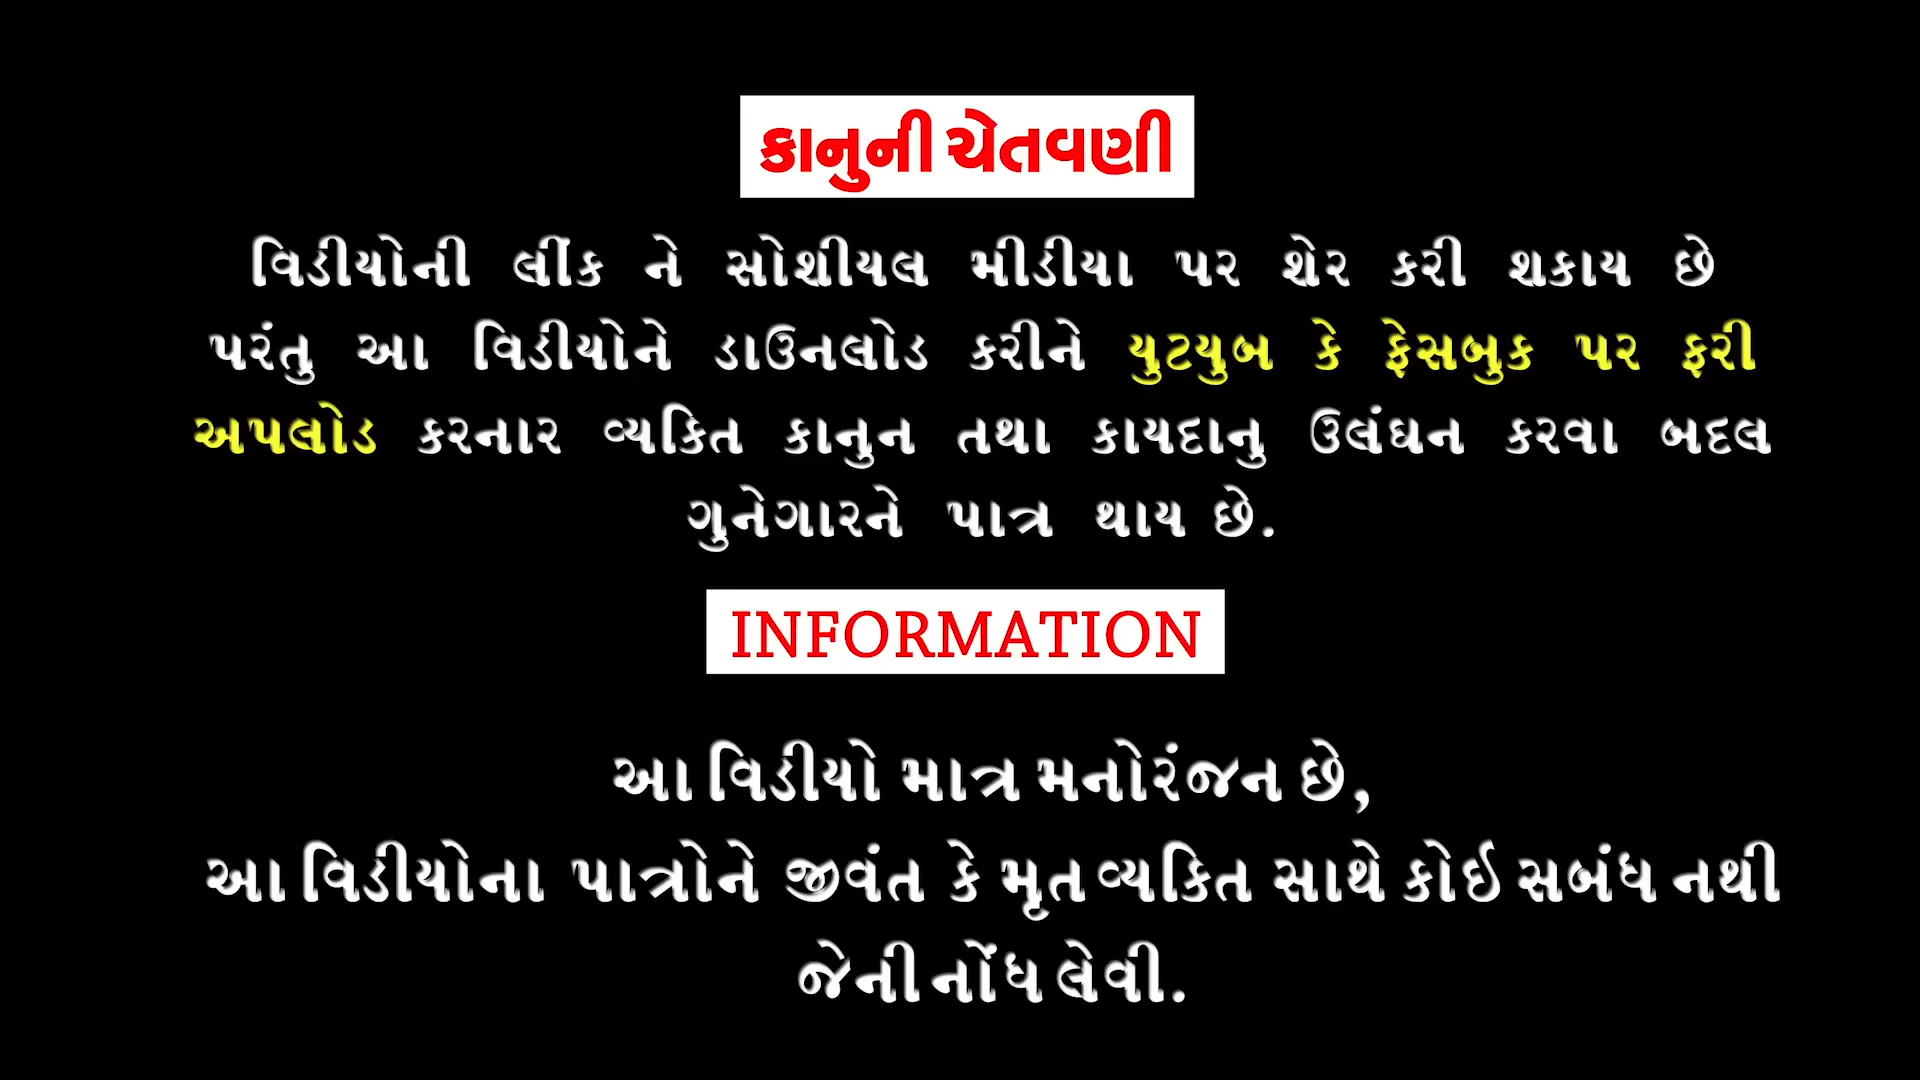 કાનુની ચેતવણી
વિડીયોની લીંક ને સોશીયલ મીડીયા પર શેર કરી શકાય છે
પરંતુ આ વિડીયોને ડાઉનલોડ કરીને યુટયુબ કે ફેસબુક પર ફરી
અપલોડ કરનાર વ્યકિત કાનુન તથા કાયદાનુ ઉલંઘન કરવા બદલ
ગુનેગારને પાત્ર થાય છે.
INFORMATION
આ વિડીયો માત્ર મનોરંજન છે,
આ વિડીયોના પાત્રોને જીવંત કે મૃત વ્યકિત સાથે કોઇ સબંધ નથી
જેની નોંધ લેવી.